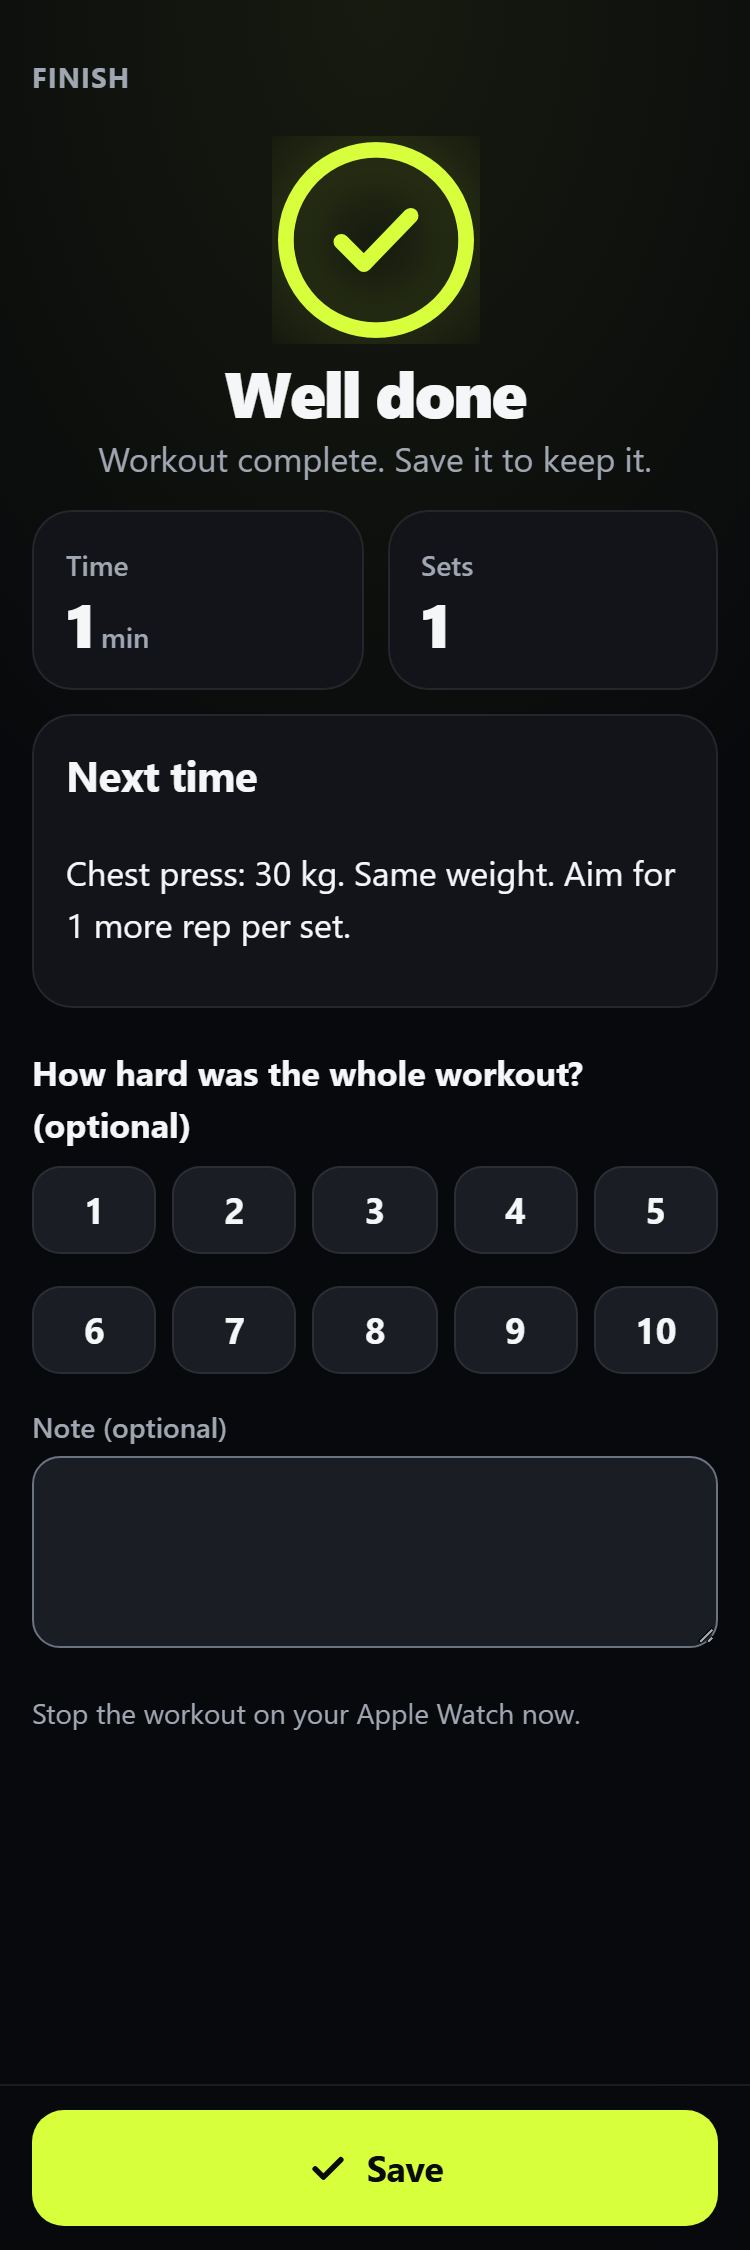 FINISH
Well done
Workout complete. Save it to keep it.
Time
1 min
Sets
1
Next time
Chest press: 30 kg. Same weight. Aim for
1 more rep per set.
How hard was the whole workout?
(optional)
1 2 3 4 5
6 7 8 9 10
Note (optional)
Stop the workout on your Apple Watch now.
Save